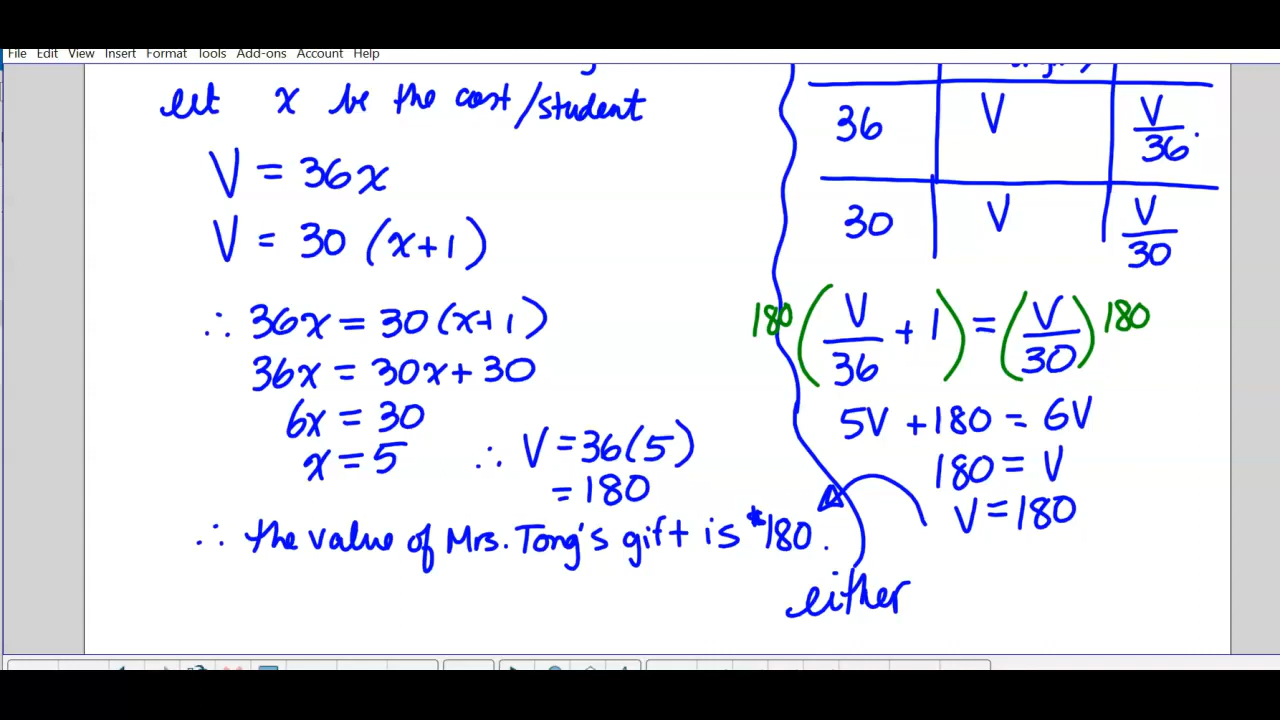 File Edit View Insert Format Tools Add-ons Account Help
let x be the cost/student
V = 36x
V = 30 (x+1)
∴ 36x = 30(x+1)
36x = 30x + 30
6x = 30
x = 5
∴ V = 36(5)
= 180
∴ the value of Mrs. Tong's gift is $180.
36 V V/36
30 V V/30
180 (V/36 + 1) = (V/30) 180
5V + 180 = 6V
180 = V
V = 180
either